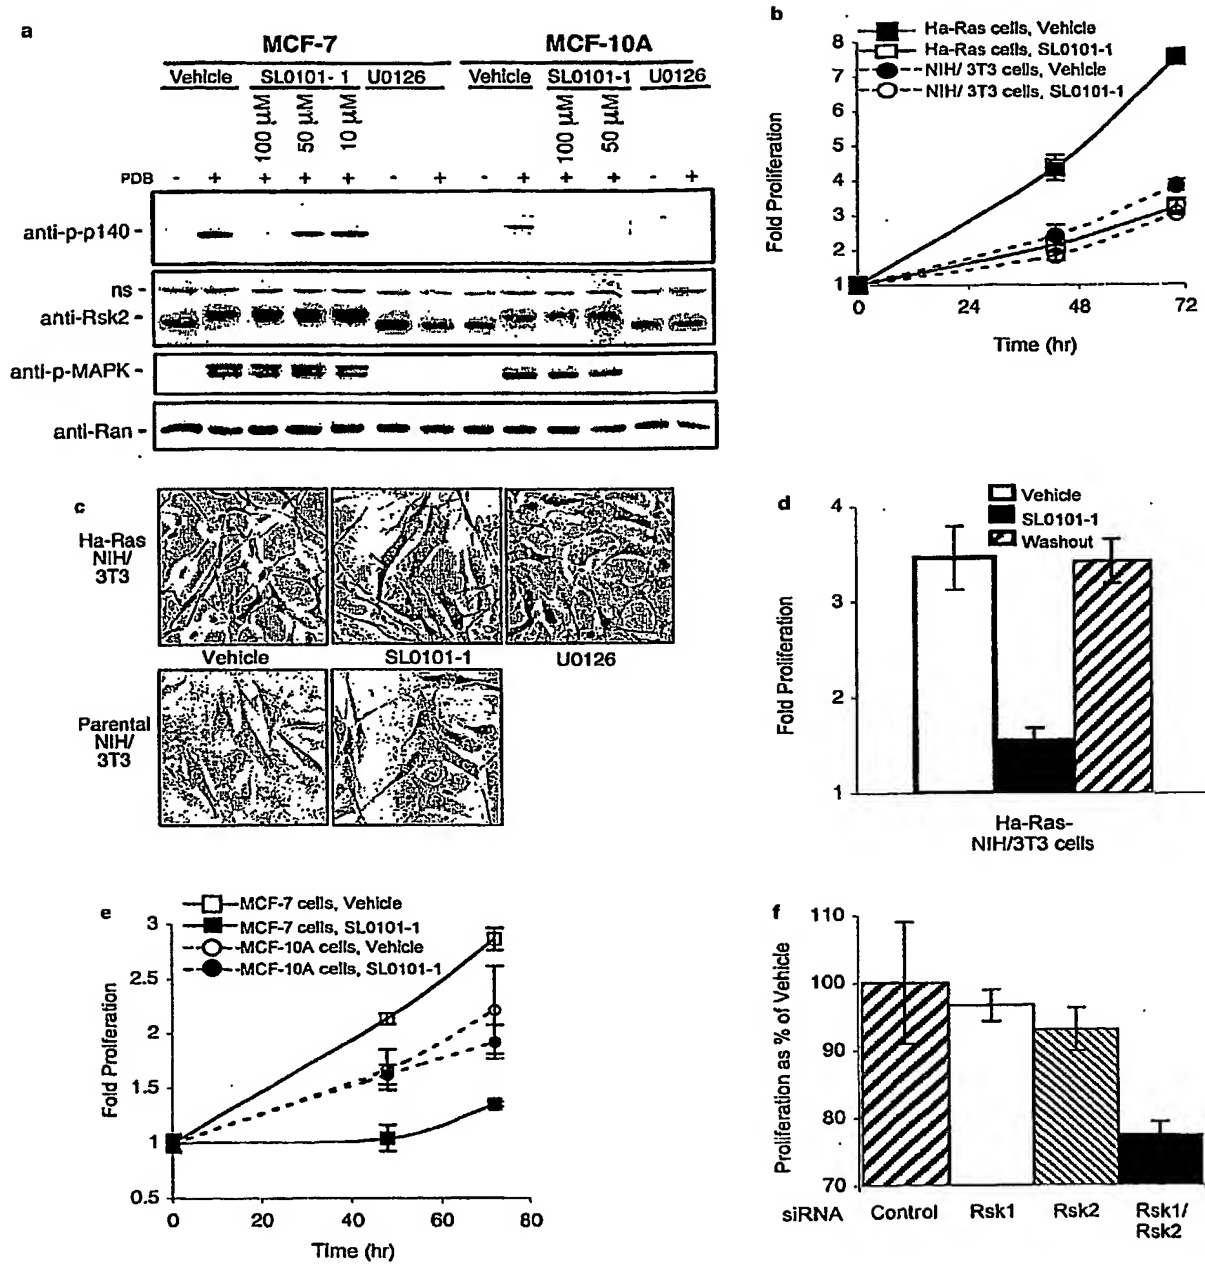 a
MCF-7 MCF-10A
Vehicle SL0101-1 U0126 Vehicle SL0101-1 U0126
100 µM 50 µM 10 µM 100 µM 50 µM
PDB - + + + + - + - + + + - +
anti-p-p140 -
ns -
anti-Rsk2 -
anti-p-MAPK -
anti-Ran -
b
Ha-Ras cells, Vehicle
Ha-Ras cells, SL0101-1
NIH/ 3T3 cells, Vehicle
NIH/ 3T3 cells, SL0101-1
Fold Proliferation
8
7
6
5
4
3
2
1
0 24 48 72
Time (hr)
c
Ha-Ras
NIH/
3T3
Vehicle SL0101-1 U0126
Parental
NIH/
3T3
d
Vehicle
SL0101-1
Washout
Fold Proliferation
4
3
2
1
Ha-Ras-
NIH/3T3 cells
e
MCF-7 cells, Vehicle
MCF-7 cells, SL0101-1
MCF-10A cells, Vehicle
MCF-10A cells, SL0101-1
Fold Proliferation
3
2.5
2
1.5
1
0.5
0 20 40 60 80
Time (hr)
f
Proliferation as % of Vehicle
110
100
90
80
70
siRNA Control Rsk1 Rsk2 Rsk1/
Rsk2